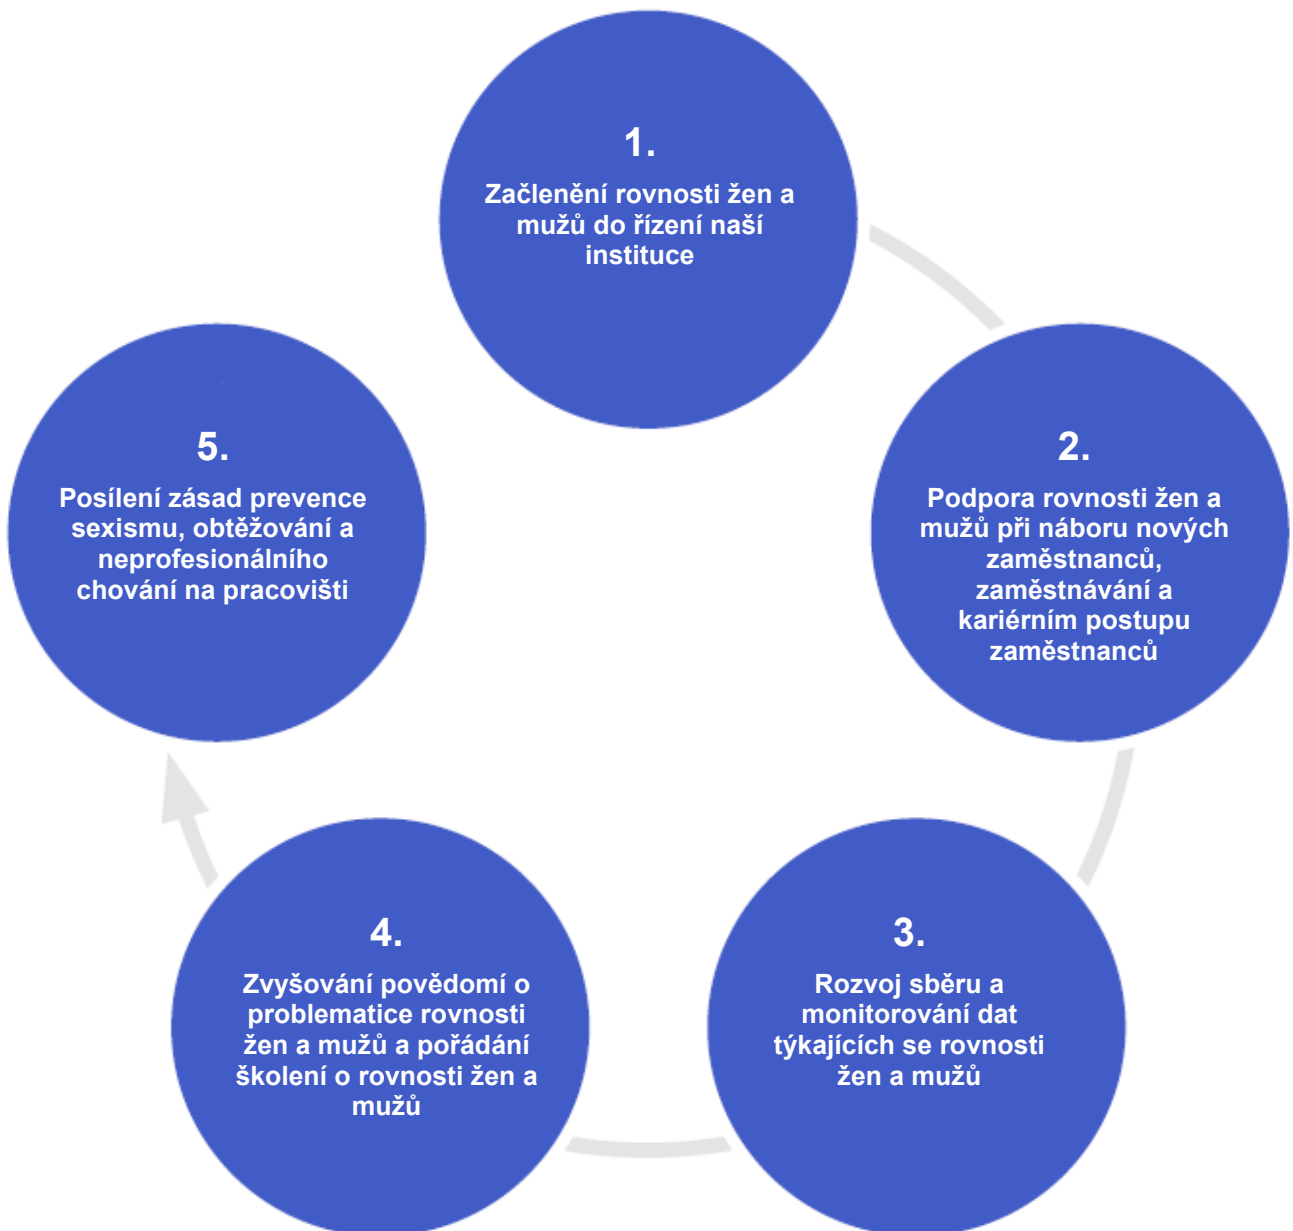 1.
Začlenění rovnosti žen a
mužů do řízení naší
instituce
2.
Podpora rovnosti žen a
mužů při náboru nových
zaměstnanců,
zaměstnávání a
kariérním postupu
zaměstnanců
3.
Rozvoj sběru a
monitorování dat
týkajících se rovnosti
žen a mužů
4.
Zvyšování povědomí o
problematice rovnosti
žen a mužů a pořádání
školení o rovnosti žen a
mužů
5.
Posílení zásad prevence
sexismu, obtěžování a
neprofesionálního
chování na pracovišti